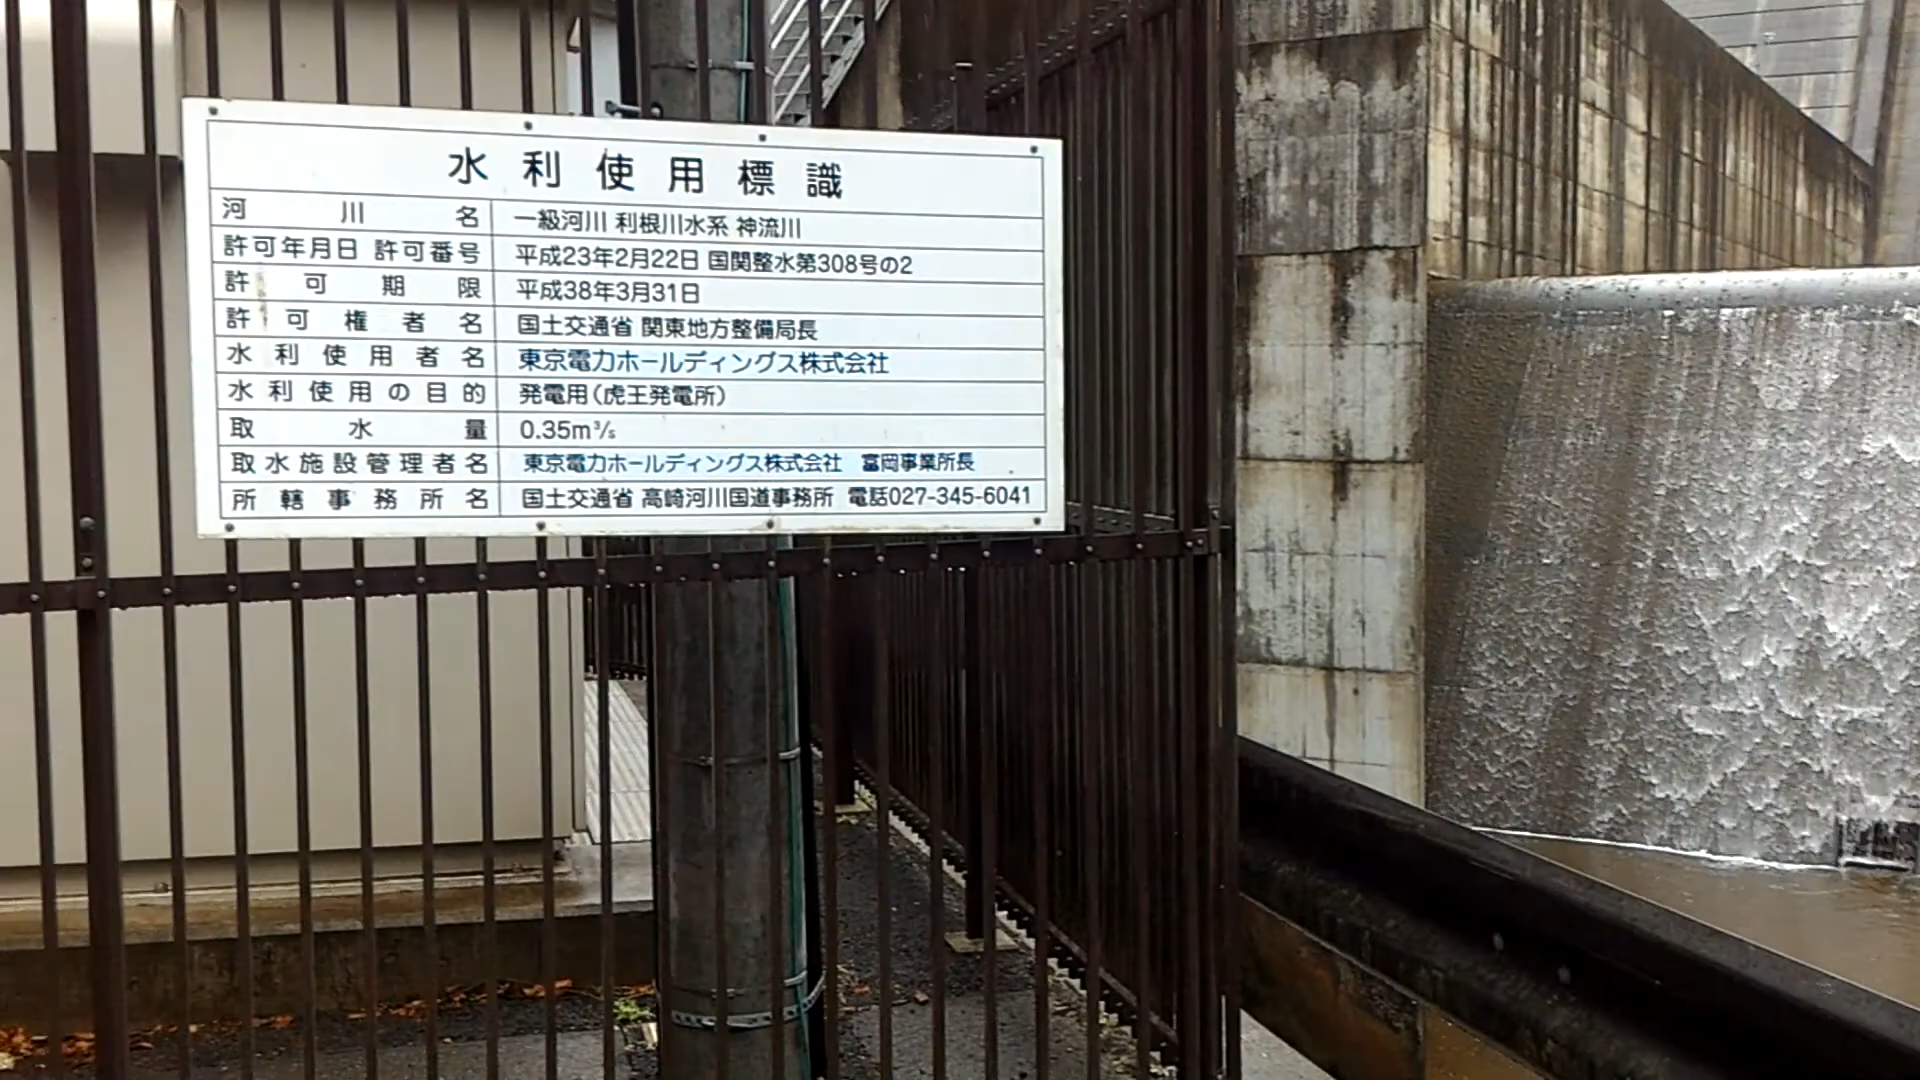 水利使用標識
河川名 一級河川 利根川水系 神流川
許可年月日 許可番号 平成23年2月22日 国関整水第308号の2
許可期限 平成38年3月31日
許可権者名 国土交通省 関東地方整備局長
水利使用者名 東京電力ホールディングス株式会社
水利使用の目的 発電用(虎王発電所)
取水量 0.35m³/s
取水施設管理者名 東京電力ホールディングス株式会社 富岡事業所長
所轄事務所名 国土交通省 高崎河川国道事務所 電話027-345-6041